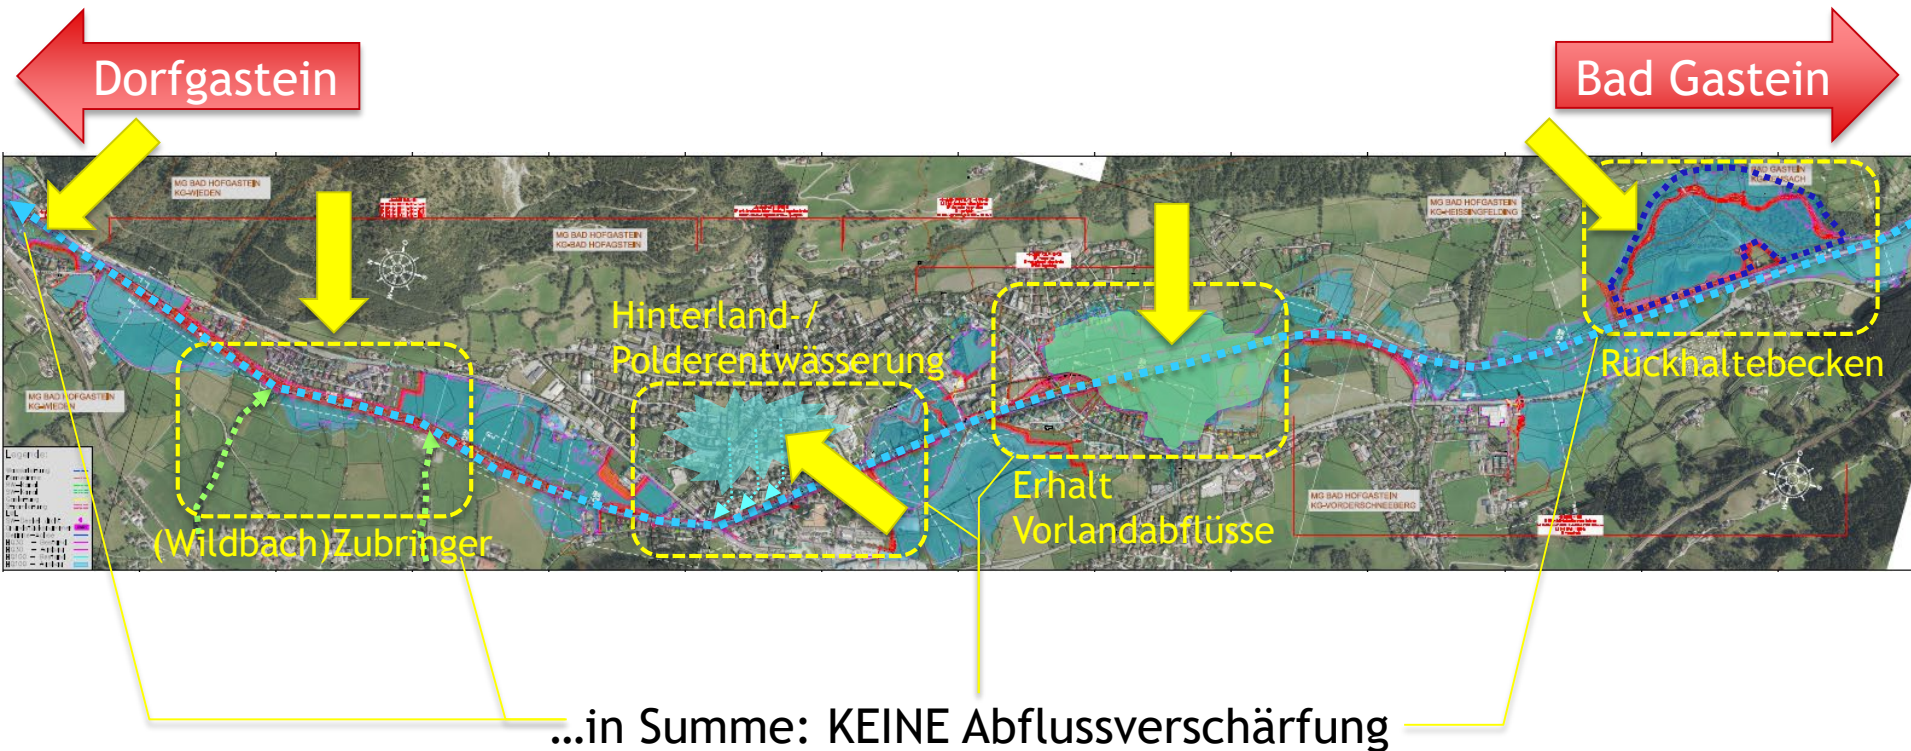 Dorfgastein
Bad Gastein
MG BAD HOFGASTEIN
KG-WIEDEN
MG BAD HOFGASTEIN
KG-BAD HOFAGSTEIN
MG BAD HOFGASTEIN
KG-HEISSINGFELDING
GASTEIN
Hinterland-/
Polderentwässerung
Rückhaltebecken
MG BAD HOFGASTEIN
KG-WIEDEN
Legende:
Erhalt
Vorlandabflüsse
MG BAD HOFGASTEIN
KG-VORDERSCHNEEBERG
(Wildbach)Zubringer
...in Summe: KEINE Abflussverschärfung